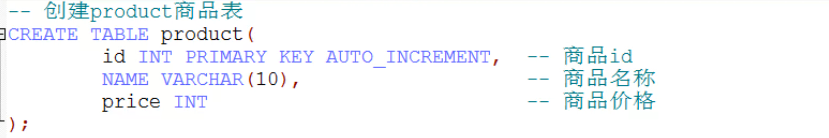 -- 创建product商品表
CREATE TABLE product(
id INT PRIMARY KEY AUTO_INCREMENT, -- 商品id
NAME VARCHAR(10), -- 商品名称
price INT -- 商品价格
);